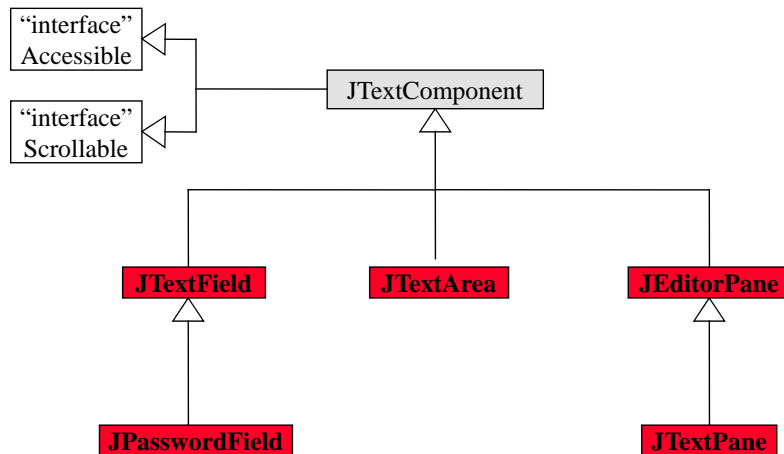 “interface”
Accessible
JTextComponent
“interface”
Scrollable
JTextField
JTextArea
JEditorPane
JPasswordField
JTextPane